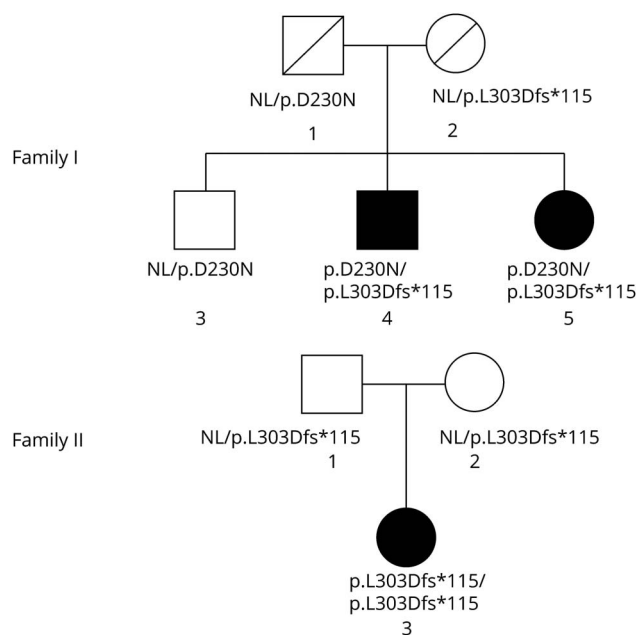 NL/p.D230N
NL/p.L303Dfs*115
1
2
Family I
NL/p.D230N
p.D230N/
p.L303Dfs*115
p.D230N/
p.L303Dfs*115
3
4
5
Family II
NL/p.L303Dfs*115
NL/p.L303Dfs*115
1
2
p.L303Dfs*115/
p.L303Dfs*115
3